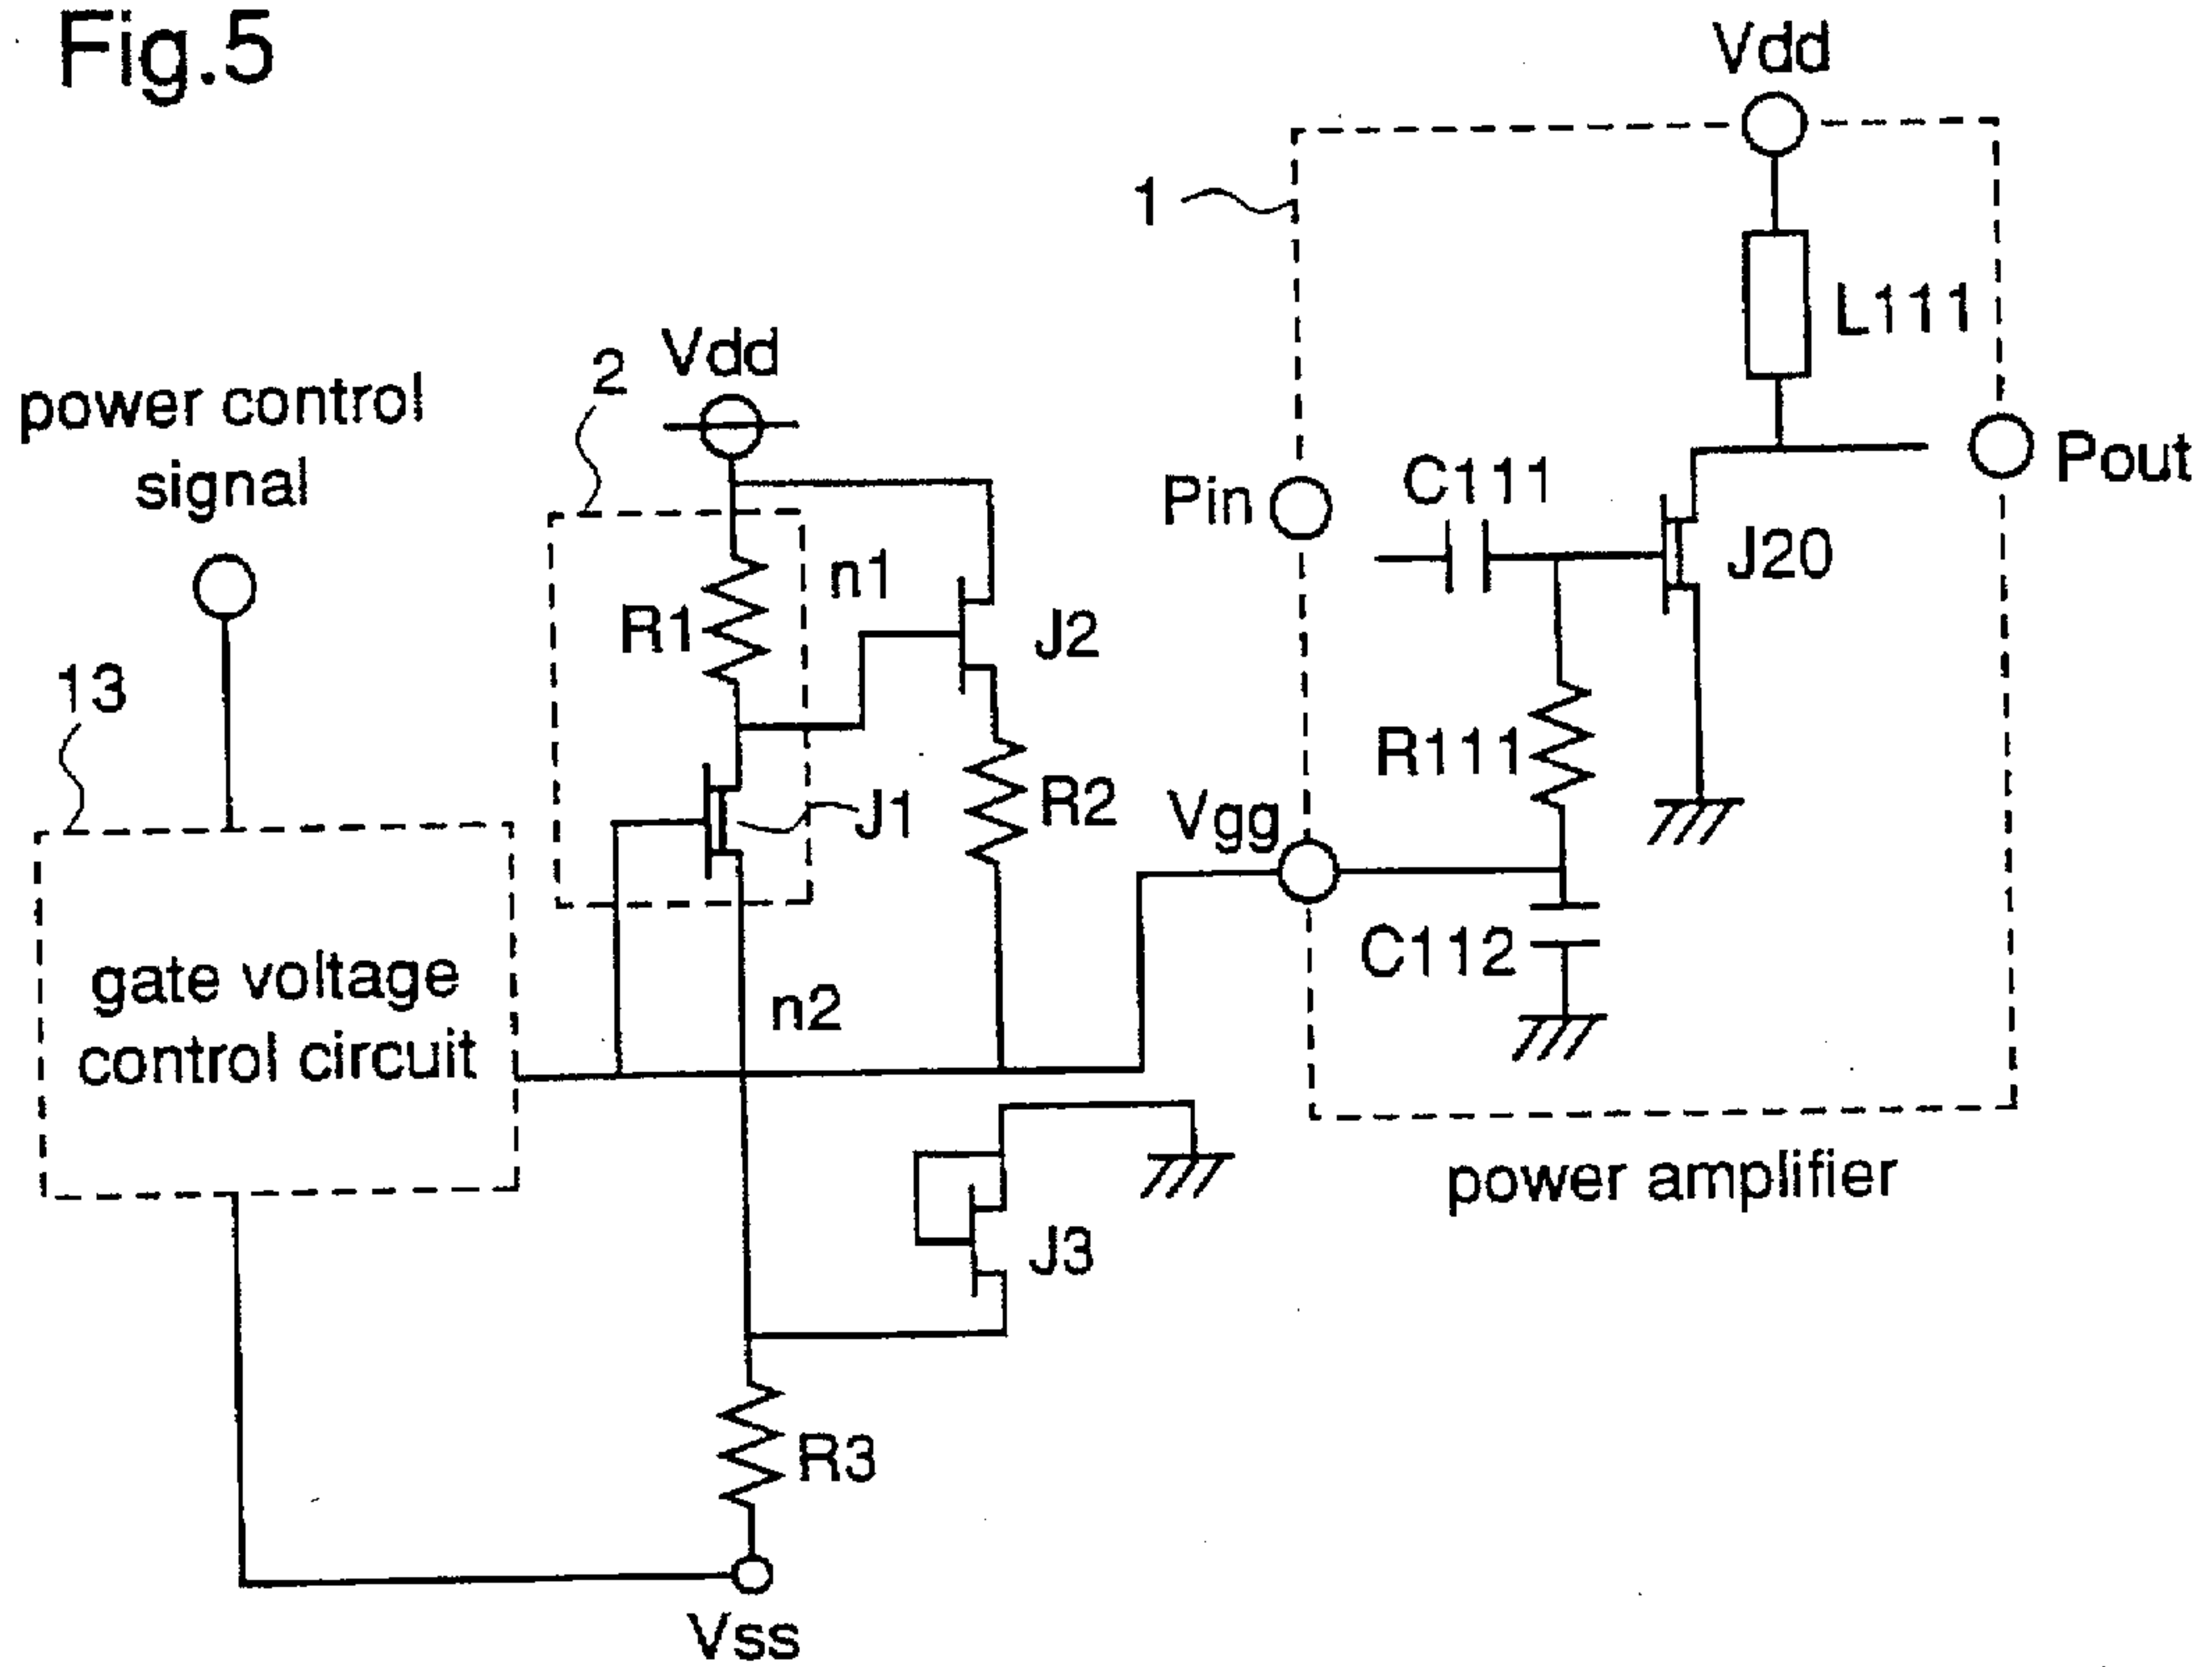 Fig.5
Vdd
1
L111
2
Vdd
power control
signal
Pout
C111
Pin
n1
J20
R1
J2
13
R111
R2
J1
Vgg
C112
gate voltage
n2
control circuit
power amplifier
J3
R3
Vss